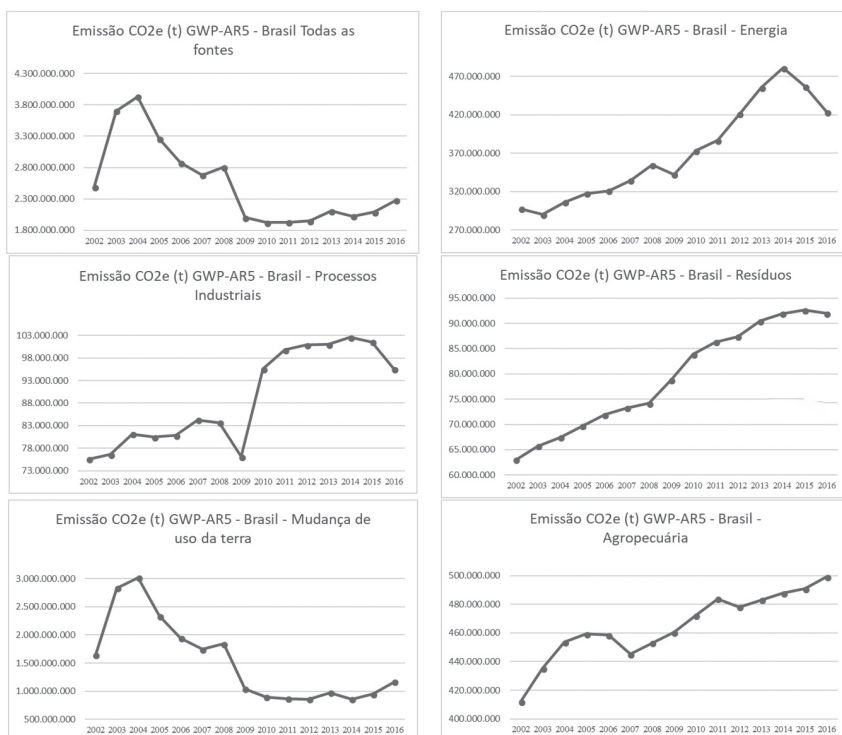 Emissão CO2e (t) GWP-AR5 - Brasil Todas as
fontes
4.300.000.000
3.800.000.000
3.300.000.000
2.800.000.000
2.300.000.000
1.800.000.000
2002 2003 2004 2005 2006 2007 2008 2009 2010 2011 2012 2013 2014 2015 2016
Emissão CO2e (t) GWP-AR5 - Brasil - Energia
470.000.000
420.000.000
370.000.000
320.000.000
270.000.000
2002 2003 2004 2005 2006 2007 2008 2009 2010 2011 2012 2013 2014 2015 2016
Emissão CO2e (t) GWP-AR5 - Brasil - Processos
Industriais
103.000.000
98.000.000
93.000.000
88.000.000
83.000.000
78.000.000
73.000.000
2002 2003 2004 2005 2006 2007 2008 2009 2010 2011 2012 2013 2014 2015 2016
Emissão CO2e (t) GWP-AR5 - Brasil - Resíduos
95.000.000
90.000.000
85.000.000
80.000.000
75.000.000
70.000.000
65.000.000
60.000.000
2002 2003 2004 2005 2006 2007 2008 2009 2010 2011 2012 2013 2014 2015 2016
Emissão CO2e (t) GWP-AR5 - Brasil - Mudança de
uso da terra
3.000.000.000
2.500.000.000
2.000.000.000
1.500.000.000
1.000.000.000
500.000.000
2002 2003 2004 2005 2006 2007 2008 2009 2010 2011 2012 2013 2014 2015 2016
Emissão CO2e (t) GWP-AR5 - Brasil -
Agropecuária
500.000.000
480.000.000
460.000.000
440.000.000
420.000.000
400.000.000
2002 2003 2004 2005 2006 2007 2008 2009 2010 2011 2012 2013 2014 2015 2016